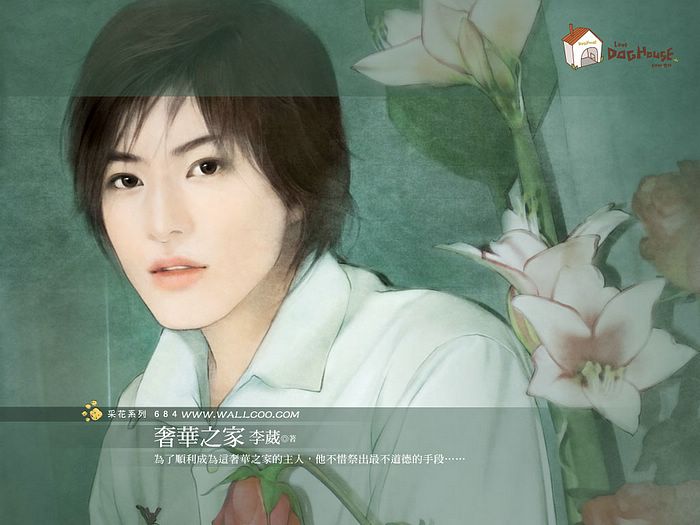 Love
DOGHOUSE
采花系列 684 WWW.WALLCOO.COM
奢華之家 李葳◎著
為了順利成為這奢華之家的主人，他不惜祭出最不道德的手段⋯⋯